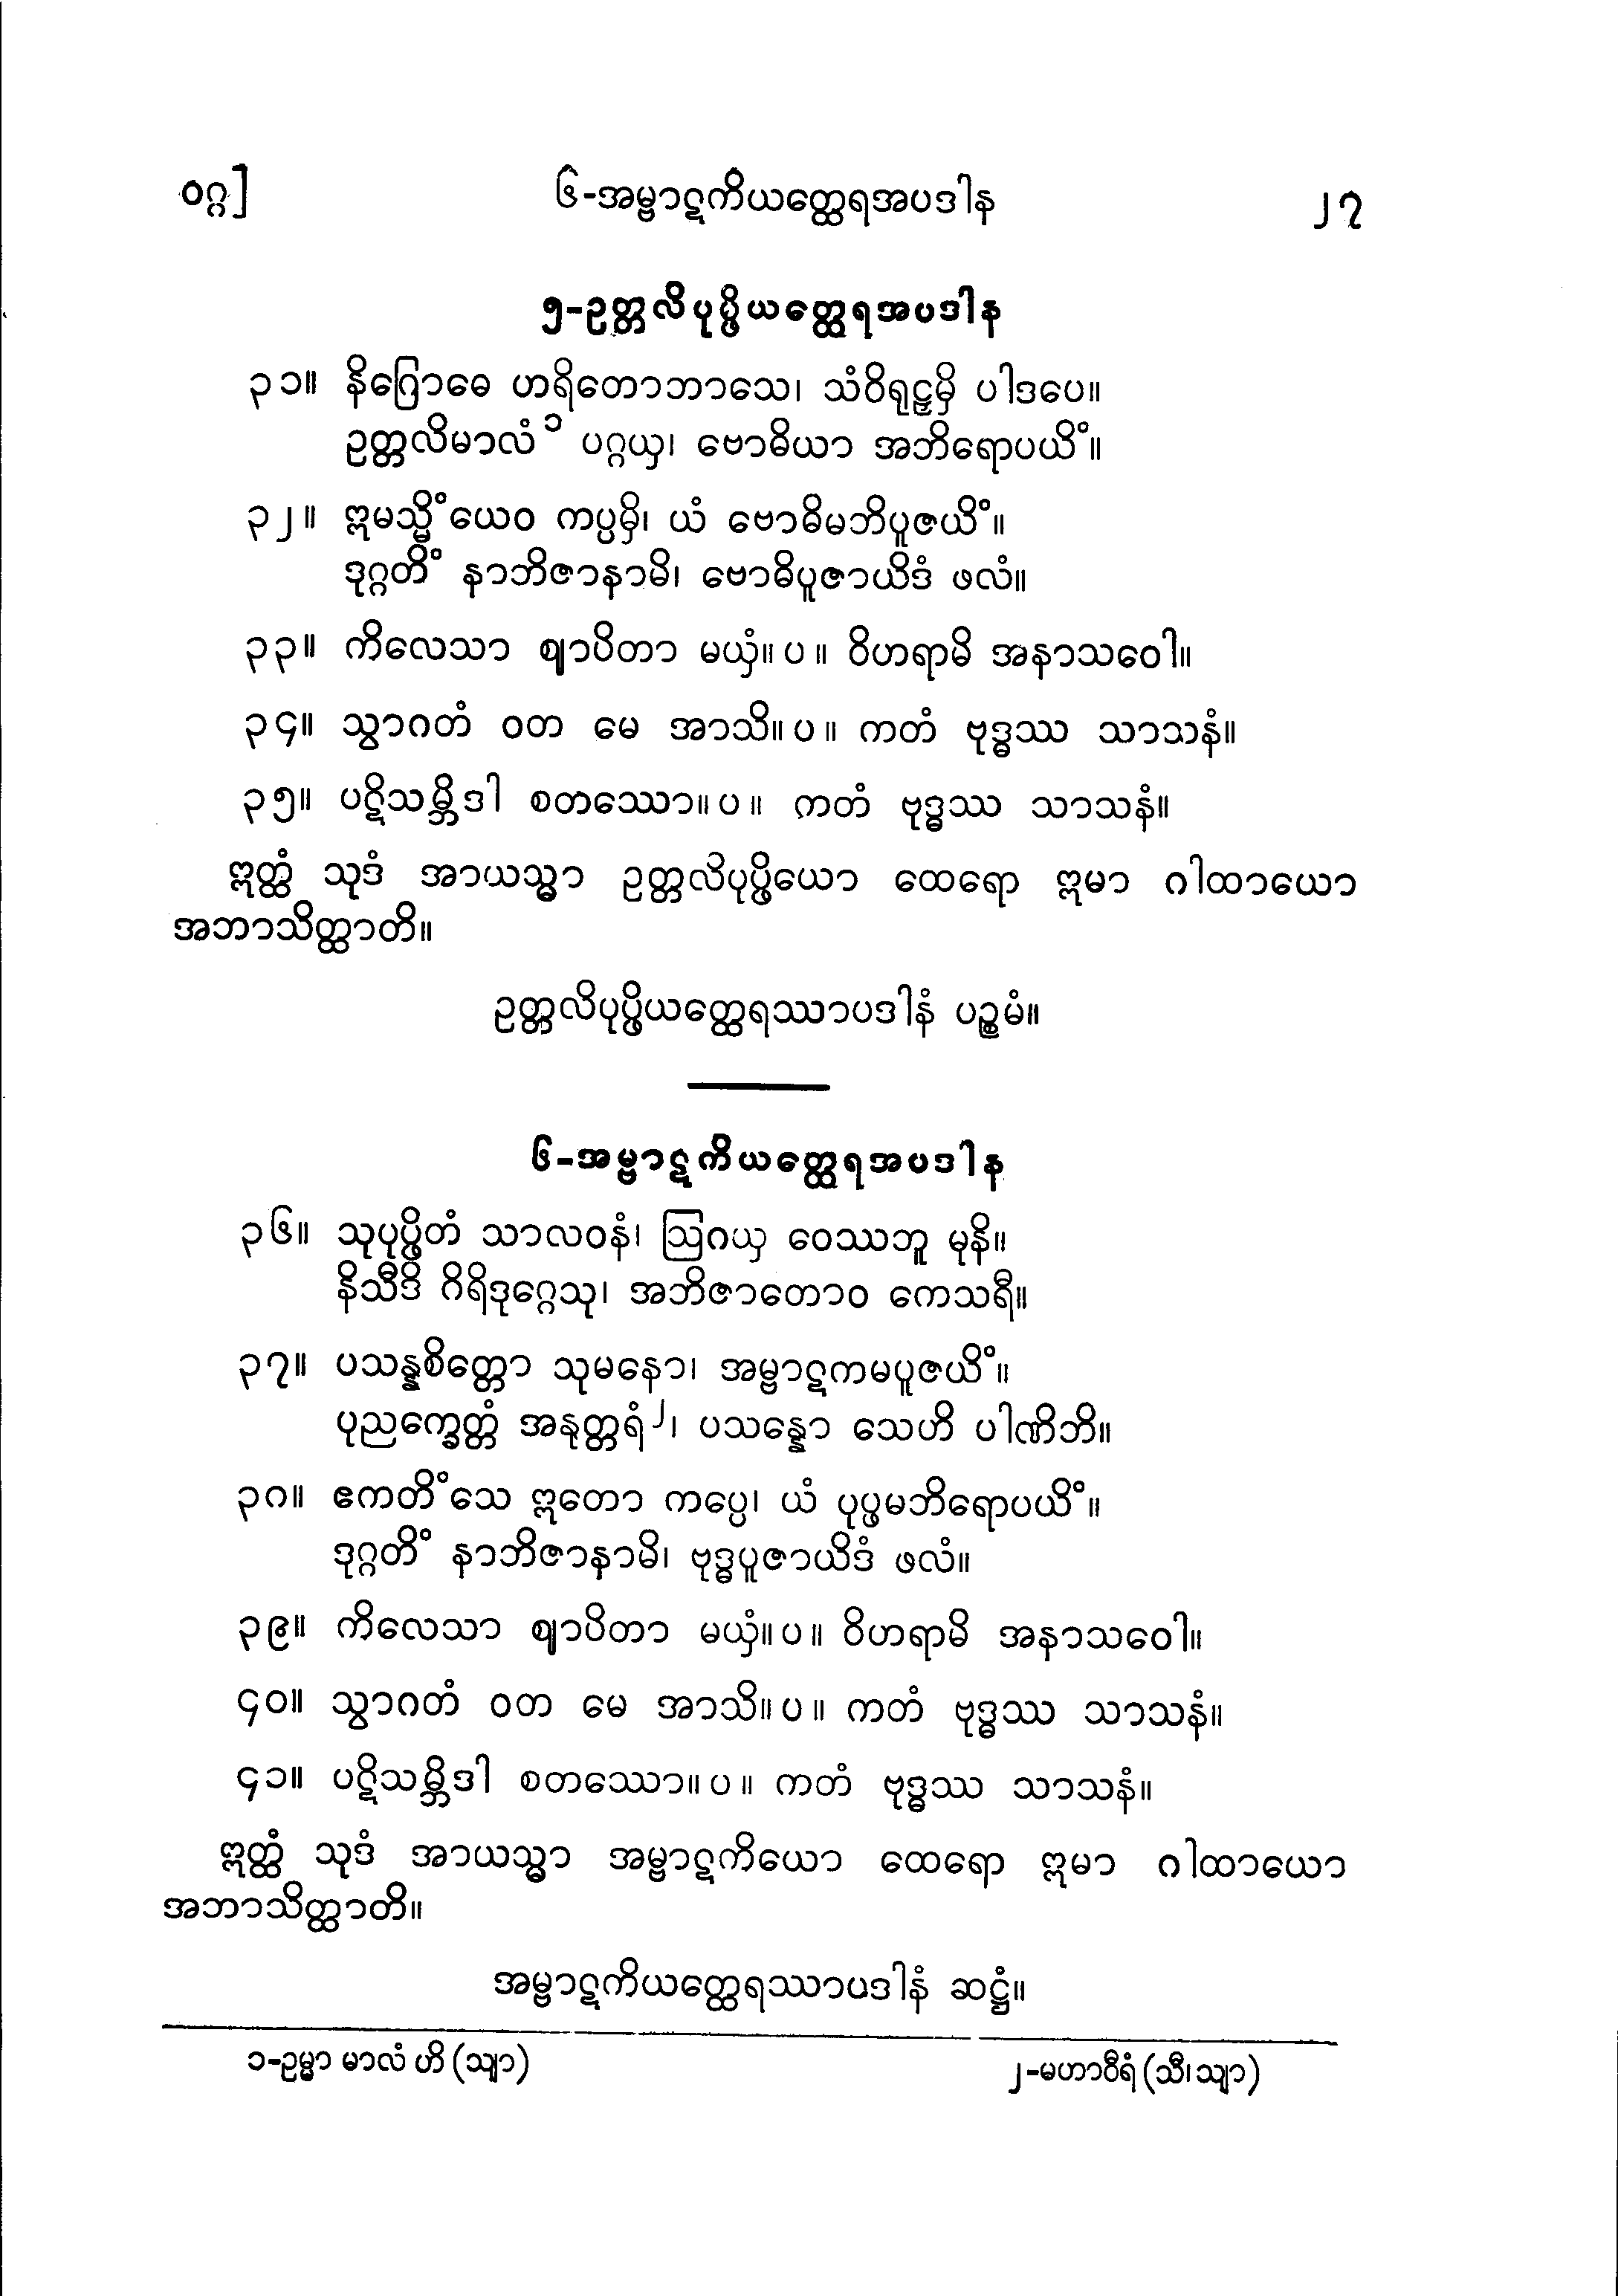 ဝဂ္ဂ]
၆-အမ္ဗာဋကိယတ္ထေရအပဒါန
၂၇
၅-ဥတ္တလိပုပ္ဖိယတ္ထေရအပဒါန
၃၁။ နိဂြောဓေ ဟရိတောဘာသေ၊ သံဝိရုဠှမှိ ပါဒပေ။
ဥတ္တလိမာလံ ၁ ပဂ္ဂယှ၊ ဗောဓိယာ အဘိရောပယိံ။
၃၂။ ဣမသ္မိံယေဝ ကပ္ပမှိ၊ ယံ ဗောဓိမဘိပူဇယိံ။
ဒုဂ္ဂတိံ နာဘိဇာနာမိ၊ ဗောဓိပူဇာယိဒံ ဖလံ။
၃၃။ ကိလေသာ ဈာပိတာ မယှံ။ ပ ။ ဝိဟရာမိ အနာသဝေါ။
၃၄။ သွာဂတံ ဝတ မေ အာသိ။ ပ ။ ကတံ ဗုဒ္ဓဿ သာသနံ။
၃၅။ ပဋိသမ္ဘိဒါ စတဿော။ ပ ။ ကတံ ဗုဒ္ဓဿ သာသနံ။
ဣတ္ထံ သုဒံ အာယသ္မာ ဥတ္တလိပုပ္ဖိယော ထေရော ဣမာ ဂါထာယော
အဘာသိတ္ထာတိ။
ဥတ္တလိပုပ္ဖိယတ္ထေရဿာပဒါနံ ပဉ္စမံ။
၆-အမ္ဗာဋကိယတ္ထေရအပဒါန
၃၆။ သုပုပ္ဖိတံ သာလဝနံ၊ ဩဂယှ ဝေဿဘူ မုနိ။
နိသီဒိ ဂိရိဒုဂ္ဂေသု၊ အဘိဇာတောဝ ကေသရီ။
၃၇။ ပသန္နစိတ္တော သုမနော၊ အမ္ဗာဋကမပူဇယိံ။
ပုညက္ခေတ္တံ အနုတ္တရံ ၂၊ ပသန္နော သေဟိ ပါဏိဘိ။
၃၈။ ဧကတိံသေ ဣတော ကပ္ပေ၊ ယံ ပုပ္ဖမဘိရောပယိံ။
ဒုဂ္ဂတိံ နာဘိဇာနာမိ၊ ဗုဒ္ဓပူဇာယိဒံ ဖလံ။
၃၉။ ကိလေသာ ဈာပိတာ မယှံ။ ပ ။ ဝိဟရာမိ အနာသဝေါ။
၄၀။ သွာဂတံ ဝတ မေ အာသိ။ ပ ။ ကတံ ဗုဒ္ဓဿ သာသနံ။
၄၁။ ပဋိသမ္ဘိဒါ စတဿော။ ပ ။ ကတံ ဗုဒ္ဓဿ သာသနံ။
ဣတ္ထံ သုဒံ အာယသ္မာ အမ္ဗာဋကိယော ထေရော ဣမာ ဂါထာယော
အဘာသိတ္ထာတိ။
အမ္ဗာဋကိယတ္ထေရဿာပဒါနံ ဆဋ္ဌံ။
၁-ဥမ္မာ မာလံ ဟိ (သျာ)
၂-မဟာဝီရံ (သီ၊ သျာ)